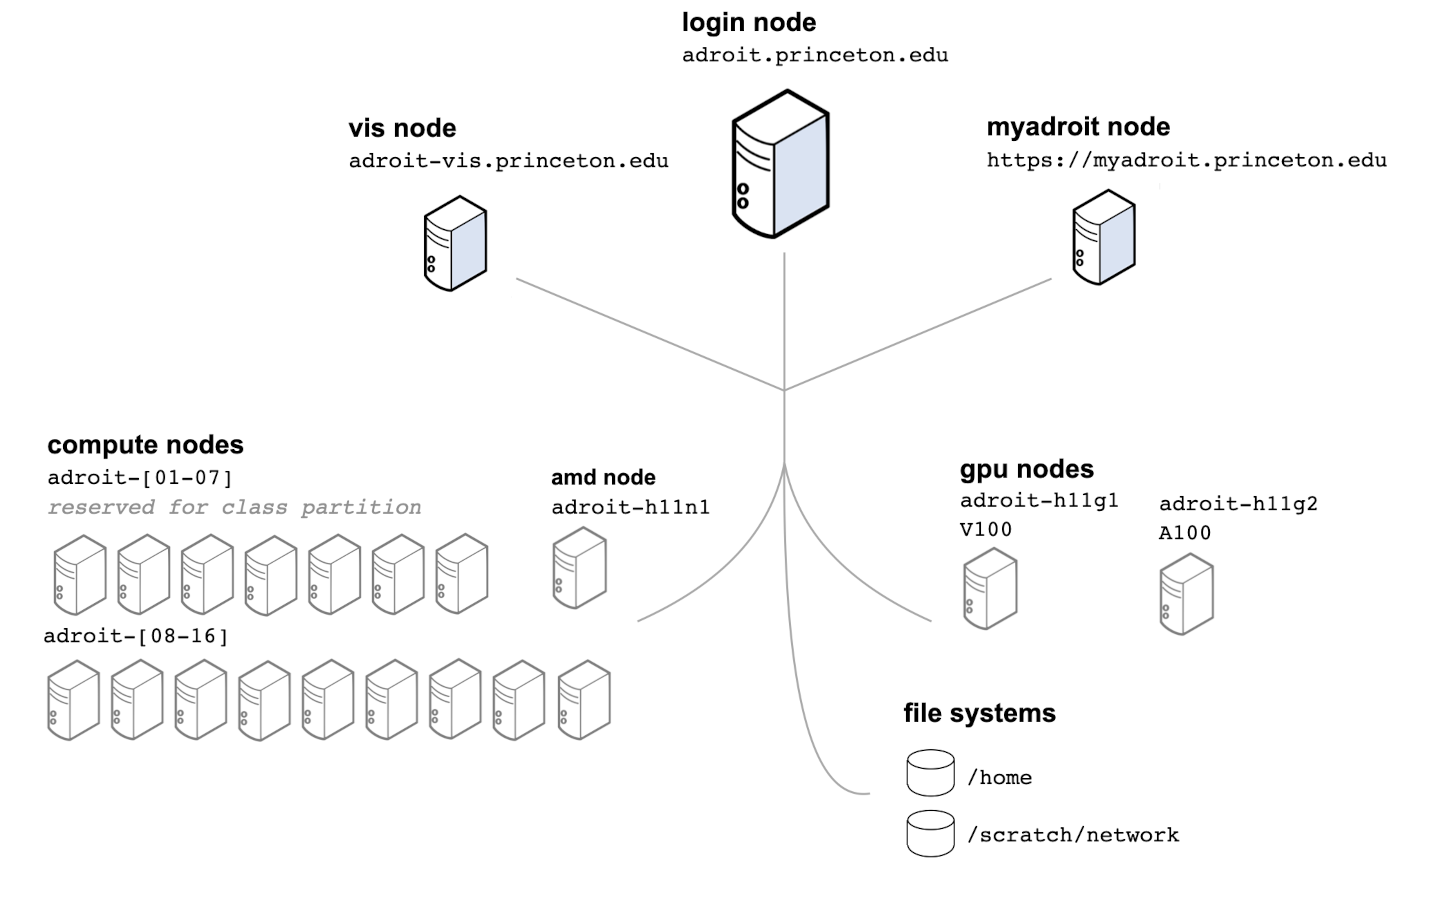 login node
adroit.princeton.edu
vis node
adroit-vis.princeton.edu
myadroit node
https://myadroit.princeton.edu
compute nodes
adroit-[01-07]
reserved for class partition
adroit-[08-16]
amd node
adroit-h11n1
gpu nodes
adroit-h11g1
V100
adroit-h11g2
A100
file systems
/home
/scratch/network